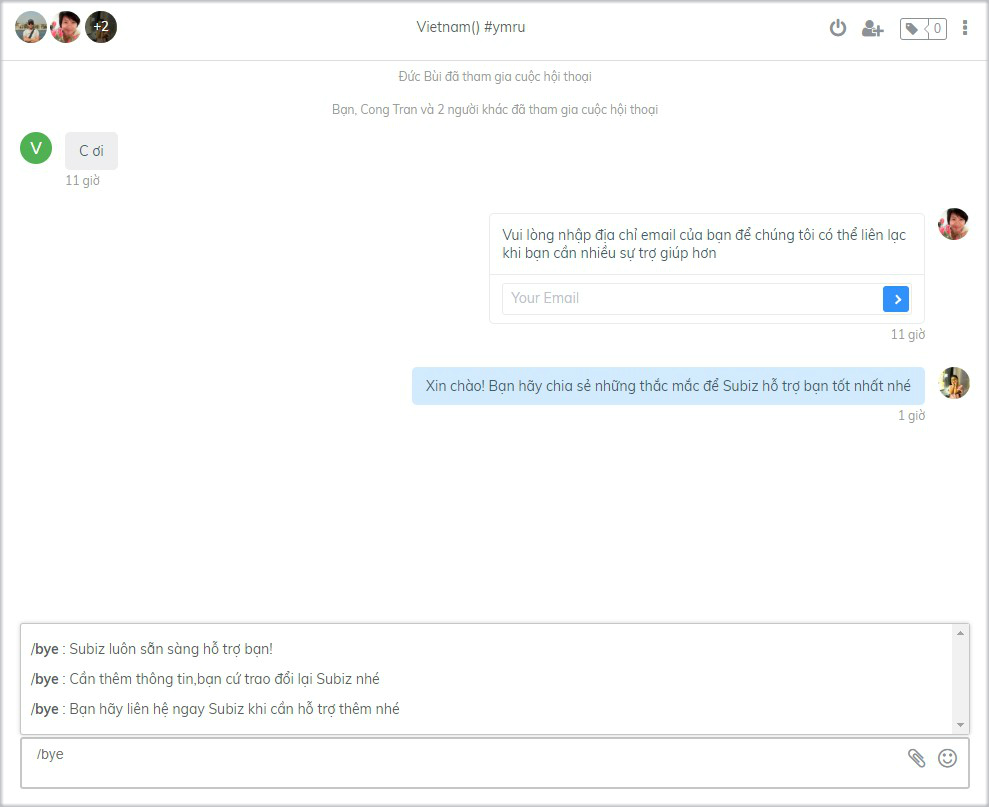 +2
Vietnam() #ymru
0
Đức Bùi đã tham gia cuộc hội thoại
Bạn, Cong Tran và 2 người khác đã tham gia cuộc hội thoại
V
C ơi
11 giờ
Vui lòng nhập địa chỉ email của bạn để chúng tôi có thể liên lạc
khi bạn cần nhiều sự trợ giúp hơn
Your Email
11 giờ
Xin chào! Bạn hãy chia sẻ những thắc mắc để Subiz hỗ trợ bạn tốt nhất nhé
1 giờ
/bye : Subiz luôn sẵn sàng hỗ trợ bạn!
/bye : Cần thêm thông tin,bạn cứ trao đổi lại Subiz nhé
/bye : Bạn hãy liên hệ ngay Subiz khi cần hỗ trợ thêm nhé
/bye